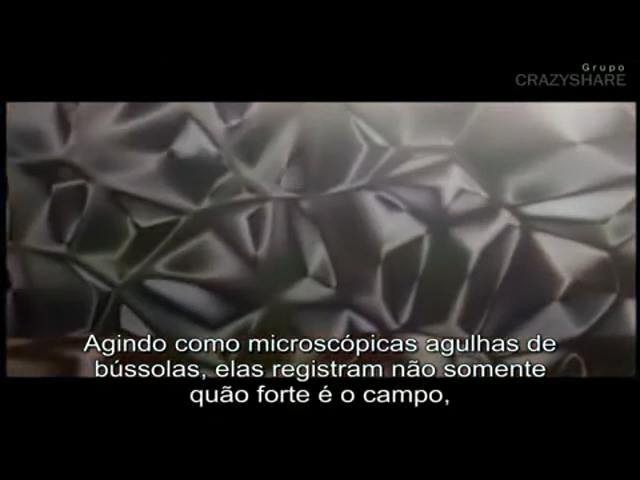 Grupo
CRAZYSHARE
Agindo como microscópicas agulhas de
bússolas, elas registram não somente
quão forte é o campo,